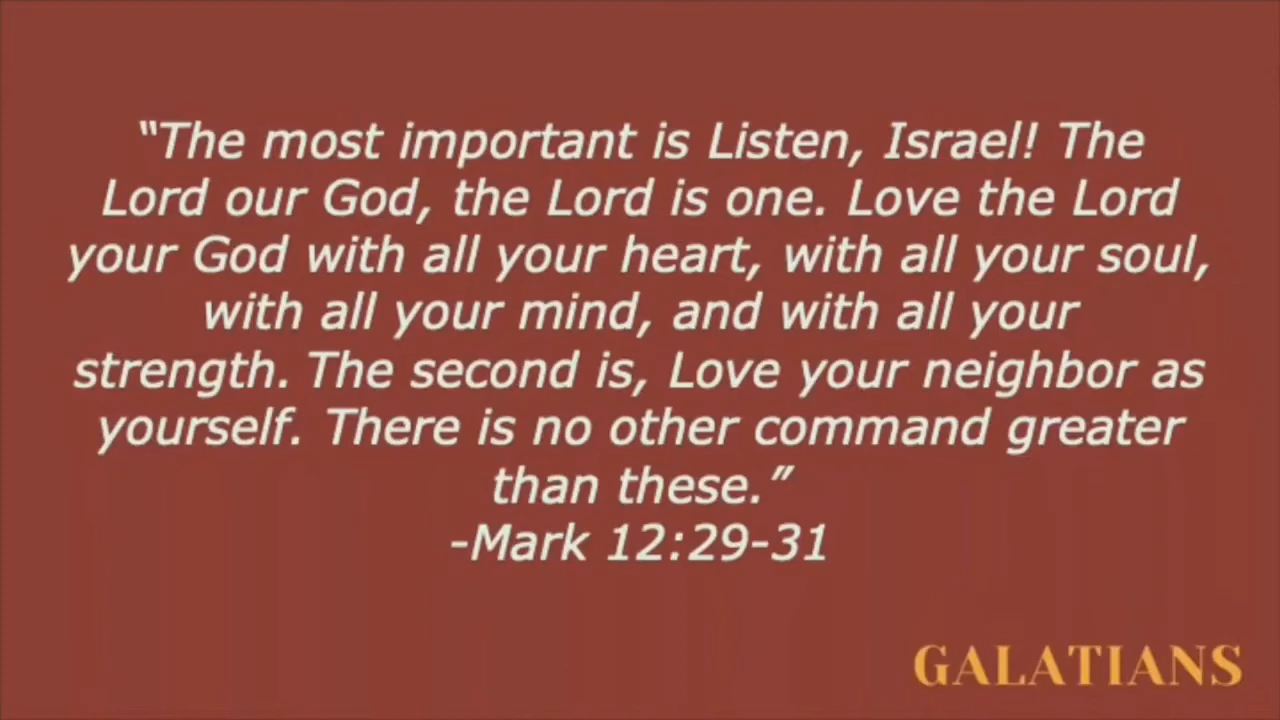 “The most important is Listen, Israel! The
Lord our God, the Lord is one. Love the Lord
your God with all your heart, with all your soul,
with all your mind, and with all your
strength. The second is, Love your neighbor as
yourself. There is no other command greater
than these.”
-Mark 12:29-31
GALATIANS